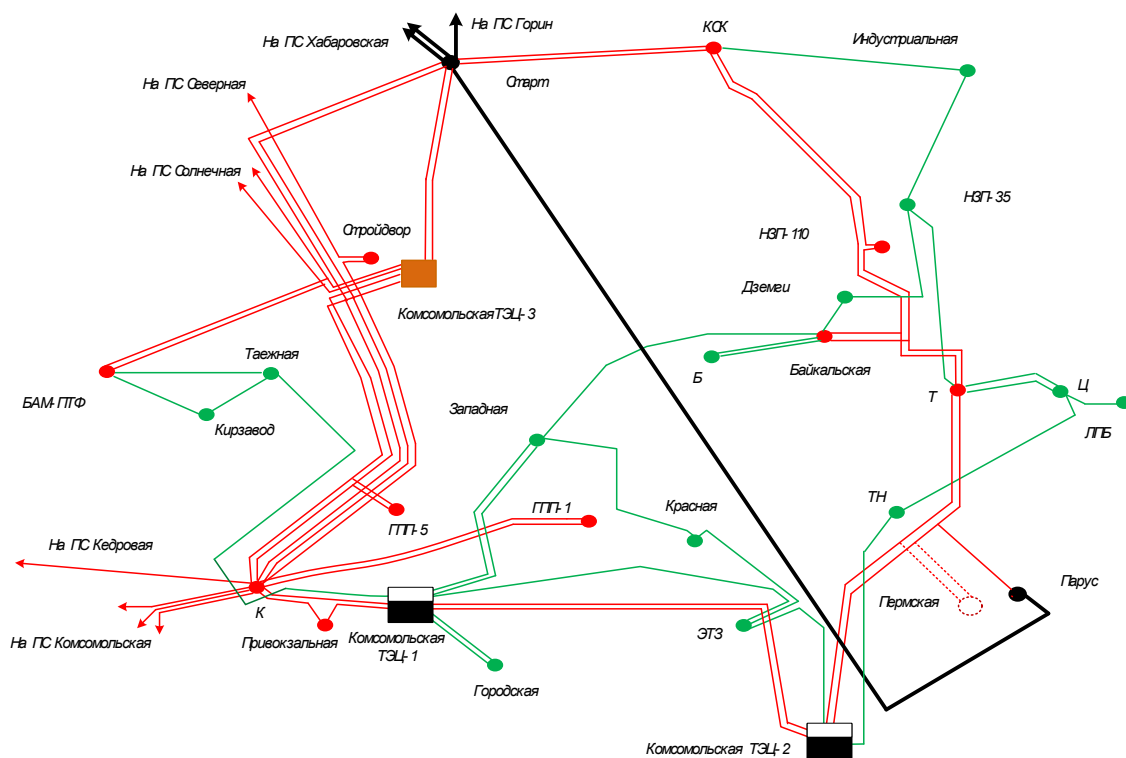 На ПС Горин
КСК
Индустриальная
На ПС Хабаровская
Старт
На ПС Северная
На ПС Солнечная
НЗП-35
Стройдвор
НЗП-110
Дземги
Комсомольская ТЭЦ-3
Таежная
Байкальская
Б
Т
Ц
БАМ-ПТФ
Западная
ЛПБ
Кирзавод
ТН
ГПП-1
Красная
ГПП-5
На ПС Кедровая
Парус
Пермская
К
На ПС Комсомольская
Привокзальная
Комсомольская
ТЭЦ-1
ЭТЗ
Городская
Комсомольская ТЭЦ-2